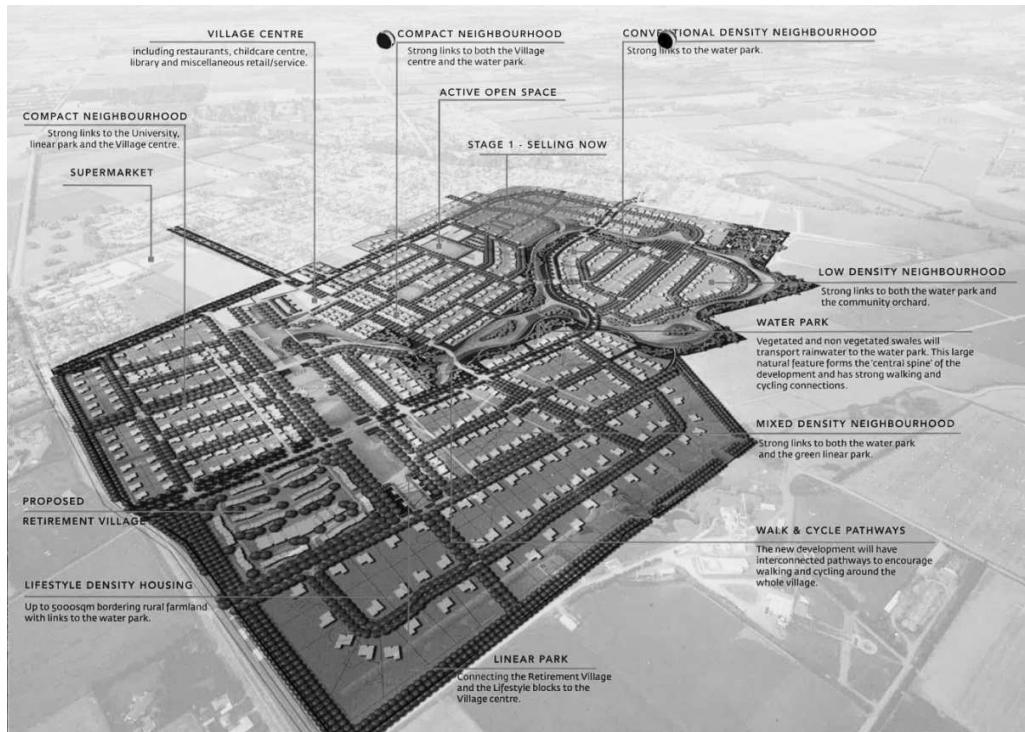 VILLAGE CENTRE
including restaurants, childcare centre,
library and miscellaneous retail/service.
COMPACT NEIGHBOURHOOD
Strong links to both the Village
centre and the water park.
CONVENTIONAL DENSITY NEIGHBOURHOOD
Strong links to the water park.
ACTIVE OPEN SPACE
COMPACT NEIGHBOURHOOD
Strong links to the University,
linear park and the Village centre.
STAGE 1 - SELLING NOW
SUPERMARKET
LOW DENSITY NEIGHBOURHOOD
Strong links to both the water park and
the community orchard.
WATER PARK
Vegetated and non vegetated swales will
transport rainwater to the water park. This large
natural feature forms the 'central spine' of the
development and has strong walking and
cycling connections.
MIXED DENSITY NEIGHBOURHOOD
Strong links to both the water park
and the green linear park.
PROPOSED
RETIREMENT VILLAGE
WALK & CYCLE PATHWAYS
The new development will have
interconnected pathways to encourage
walking and cycling around the
whole village.
LIFESTYLE DENSITY HOUSING
Up to 5000sqm bordering rural farmland
with links to the water park.
LINEAR PARK
Connecting the Retirement Village
and the Lifestyle blocks to the
Village centre.